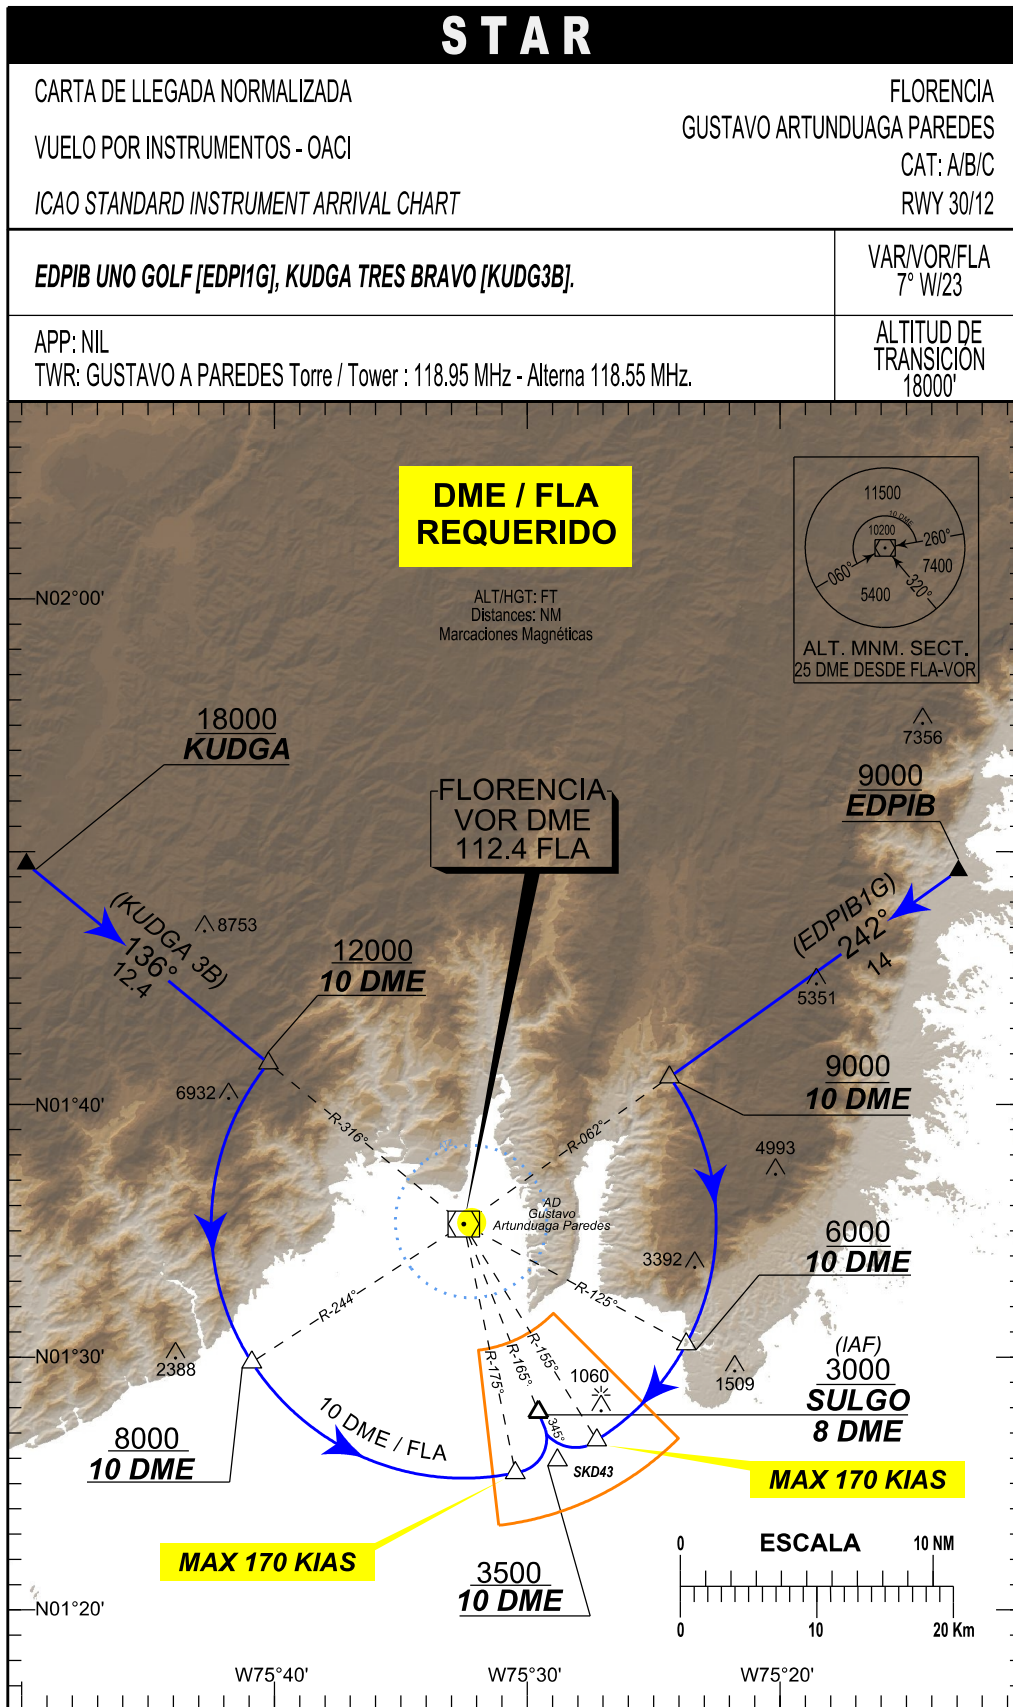 STAR
CARTA DE LLEGADA NORMALIZADA
VUELO POR INSTRUMENTOS - OACI
ICAO STANDARD INSTRUMENT ARRIVAL CHART
FLORENCIA
GUSTAVO ARTUNDUAGA PAREDES
CAT: A/B/C
RWY 30/12
EDPIB UNO GOLF [EDPI1G], KUDGA TRES BRAVO [KUDG3B].
VAR/VOR/FLA
7° W/23
APP: NIL
TWR: GUSTAVO A PAREDES Torre / Tower : 118.95 MHz - Alterna 118.55 MHz.
ALTITUD DE
TRANSICIÓN
18000'
DME / FLA
REQUERIDO
ALT/HGT: FT
Distances: NM
Marcaciones Magnéticas
11500
10 DME
10200
260°
060°
7400
320°
5400
ALT. MNM. SECT.
25 DME DESDE FLA-VOR
N02°00'
18000
KUDGA
7356
9000
EDPIB
FLORENCIA
VOR DME
112.4 FLA
(KUDGA 3B)
136°
12.4
8753
(EDPIB1G)
242°
14
12000
10 DME
5351
9000
10 DME
6932
N01°40'
R-316°
R-062°
4993
AD
Gustavo
Artunduaga Paredes
6000
10 DME
3392
R-244°
R-125°
N01°30'
2388
R-175°
R-165°
R-155°
1060
1509
(IAF)
3000
SULGO
8 DME
345°
10 DME / FLA
8000
10 DME
SKD43
MAX 170 KIAS
MAX 170 KIAS
3500
10 DME
0
ESCALA
10 NM
0
10
20 Km
N01°20'
W75°40'
W75°30'
W75°20'